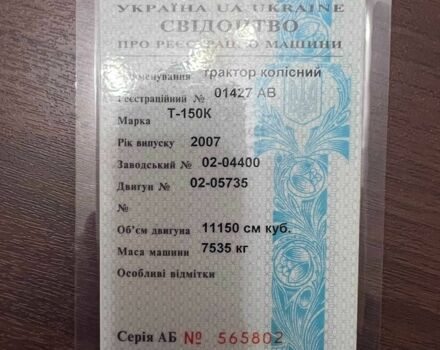 УКРАЇНА UA UKRAINE
СВІДОЦТВО
ПРО РЕЄСТРАЦІЮ МАШИНИ
Найменування трактор колісний
Реєстраційний № 01427 АВ
Марка Т-150К
Рік випуску 2007
Заводський № 02-04400
Двигун № 02-05735
№
Об'єм двигуна 11150 см куб.
Маса машини 7535 кг
Особливі відмітки
Серія АБ № 565802